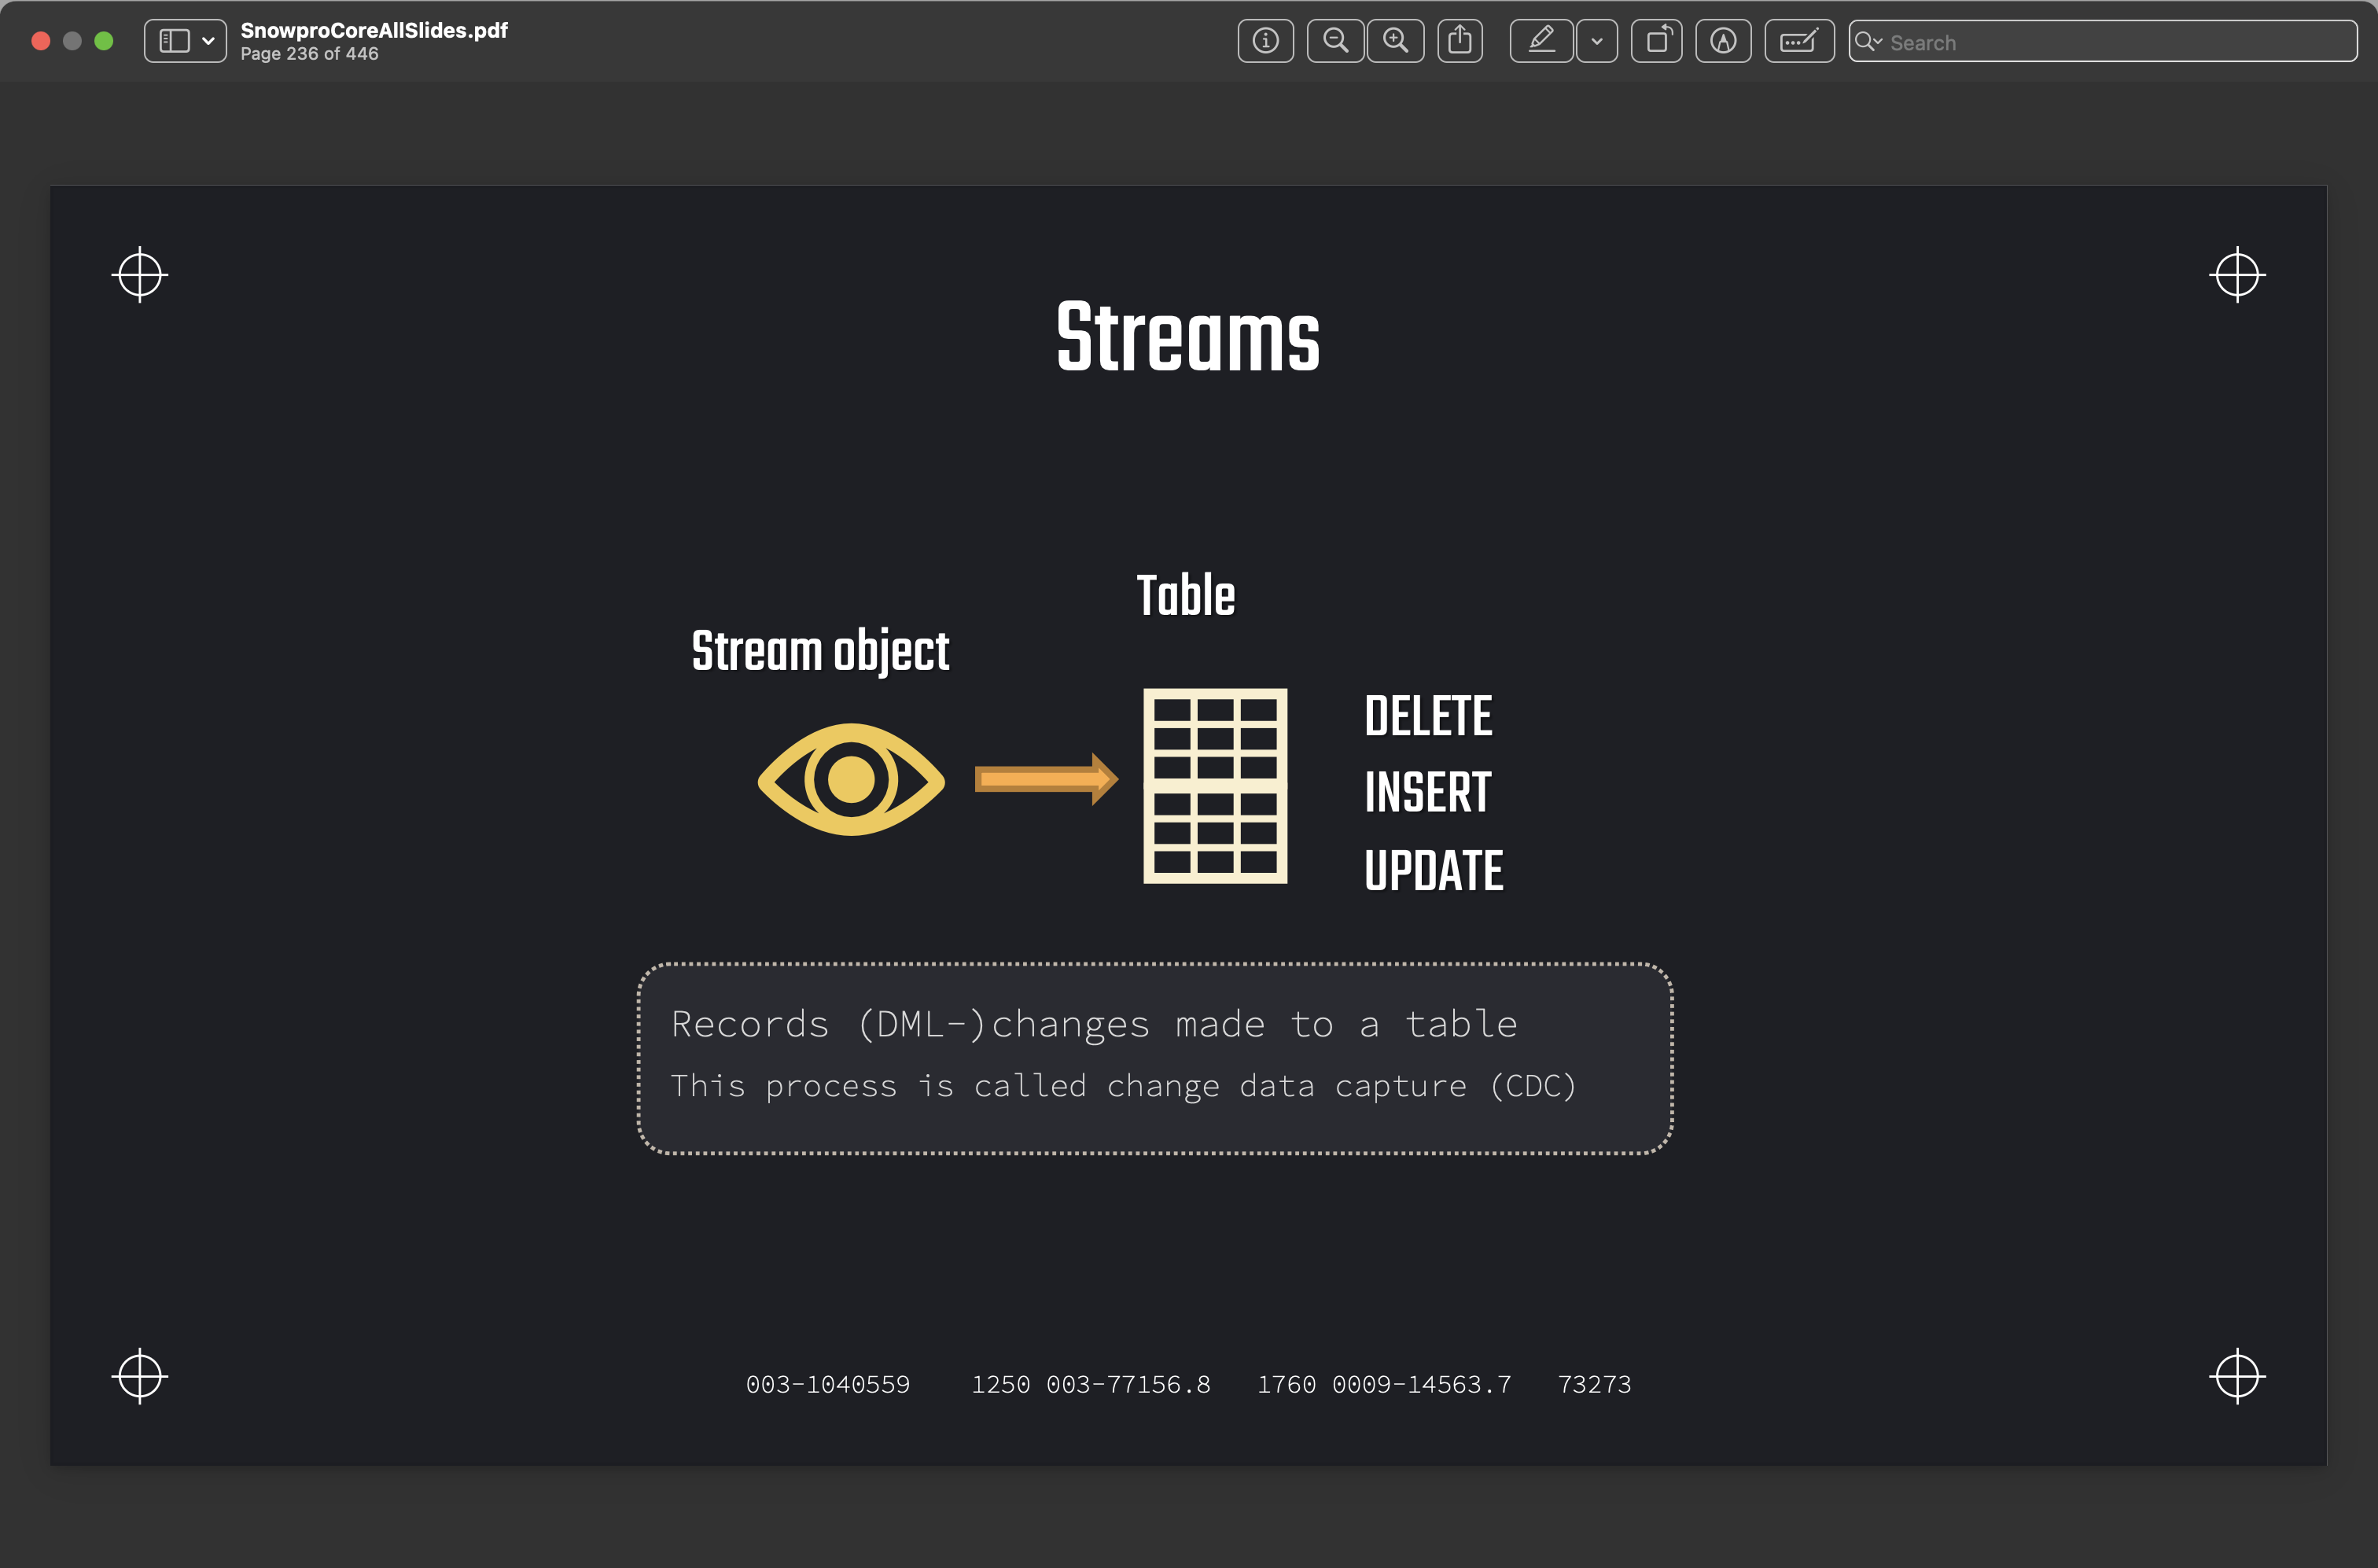 SnowproCoreAllSlides.pdf
Page 236 of 446
Search
Streams
Table
Stream object
DELETE
INSERT
UPDATE
Records (DML-)changes made to a table
This process is called change data capture (CDC)
003-1040559 1250 003-77156.8 1760 0009-14563.7 73273